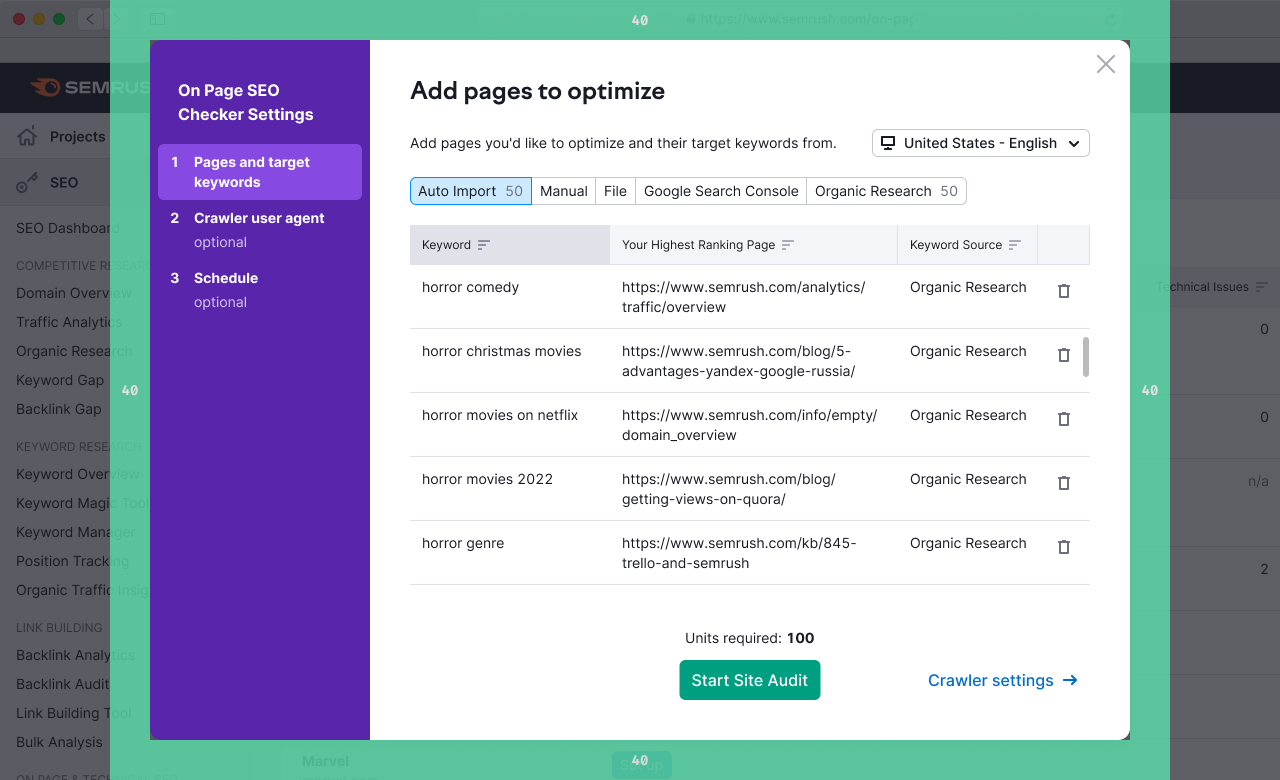 40
https://www.semrush.com/on-pag
SEMRUSH
Projects
SEO
SEO Dashboard
COMPETITIVE RESEARCH
Domain Overview
Traffic Analytics
Organic Research
Keyword Gap
Backlink Gap
KEYWORD RESEARCH
Keyword Overview
Keyword Magic Tool
Keyword Manager
Position Tracking
Organic Traffic Insig
LINK BUILDING
Backlink Analytics
Backlink Audit
Link Building Tool
Bulk Analysis
ON PAGE & TECHNICAL SEO
40
On Page SEO
Checker Settings
1 Pages and target
keywords
2 Crawler user agent
optional
3 Schedule
optional
Add pages to optimize
Add pages you'd like to optimize and their target keywords from.
United States - English
Auto Import 50 Manual File Google Search Console Organic Research 50
Keyword Your Highest Ranking Page Keyword Source
horror comedy https://www.semrush.com/analytics/ Organic Research
traffic/overview
horror christmas movies https://www.semrush.com/blog/5- Organic Research
advantages-yandex-google-russia/
horror movies on netflix https://www.semrush.com/info/empty/ Organic Research
domain_overview
horror movies 2022 https://www.semrush.com/blog/ Organic Research
getting-views-on-quora/
horror genre https://www.semrush.com/kb/845- Organic Research
trello-and-semrush
Units required: 100
Start Site Audit
Crawler settings
40
Technical Issues
0
0
n/a
2
Marvel
40